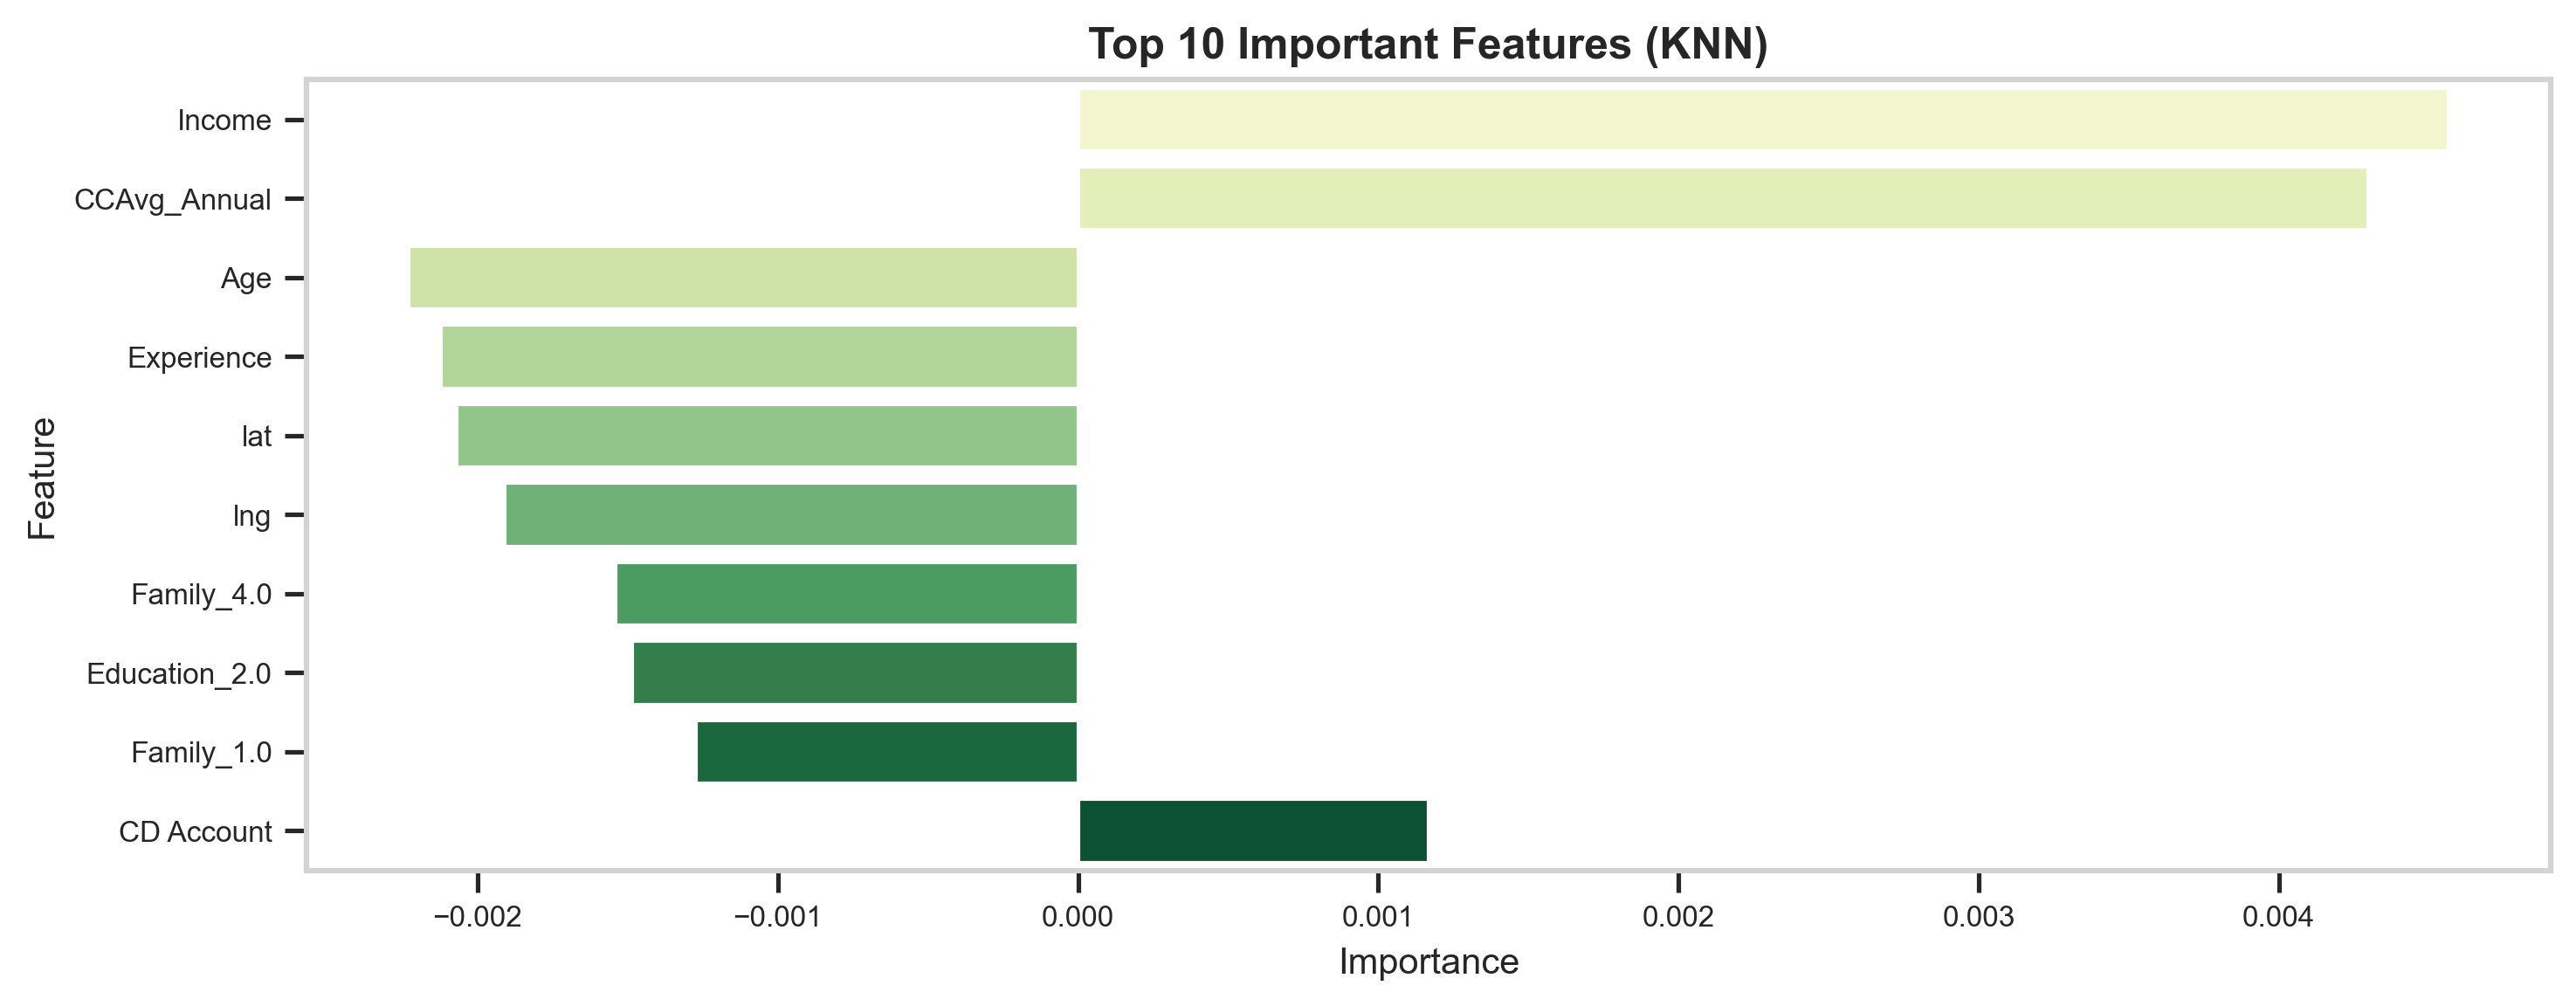 Top 10 Important Features (KNN)
Income
CCAvg_Annual
Age
Experience
lat
lng
Family_4.0
Education_2.0
Family_1.0
CD Account
Feature
−0.002
−0.001
0.000
0.001
0.002
0.003
0.004
Importance